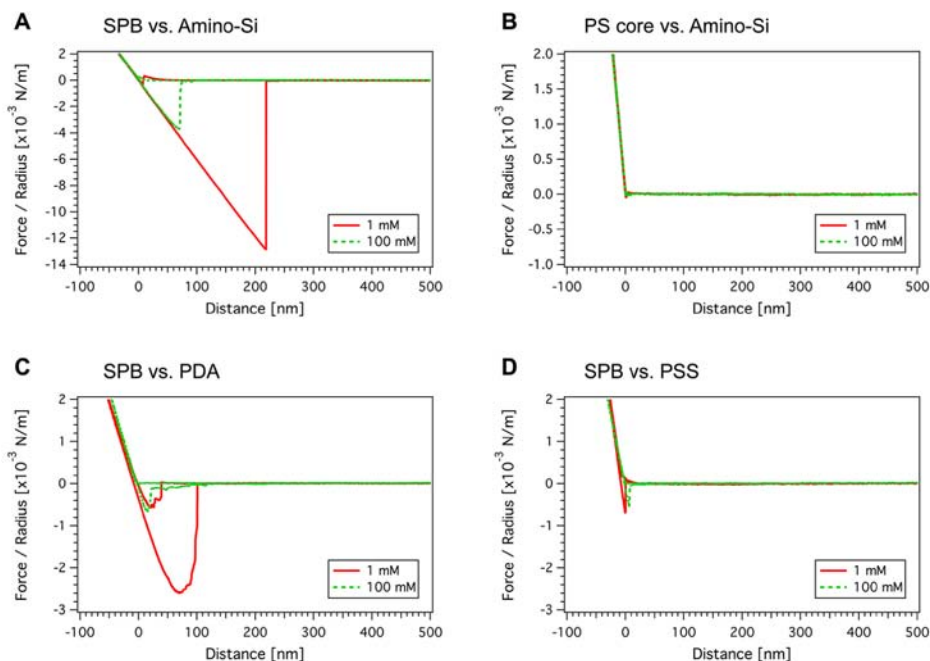 A SPB vs. Amino-Si
Force / Radius [x10⁻³ N/m]
2
0
-2
-4
-6
-8
-10
-12
-14
1 mM
100 mM
-100 0 100 200 300 400 500
Distance [nm]
B PS core vs. Amino-Si
Force / Radius [x10⁻³ N/m]
2.0
1.5
1.0
0.5
0.0
-0.5
-1.0
1 mM
100 mM
-100 0 100 200 300 400 500
Distance [nm]
C SPB vs. PDA
Force / Radius [x10⁻³ N/m]
2
1
0
-1
-2
-3
1 mM
100 mM
-100 0 100 200 300 400 500
Distance [nm]
D SPB vs. PSS
Force / Radius [x10⁻³ N/m]
2
1
0
-1
-2
-3
1 mM
100 mM
-100 0 100 200 300 400 500
Distance [nm]